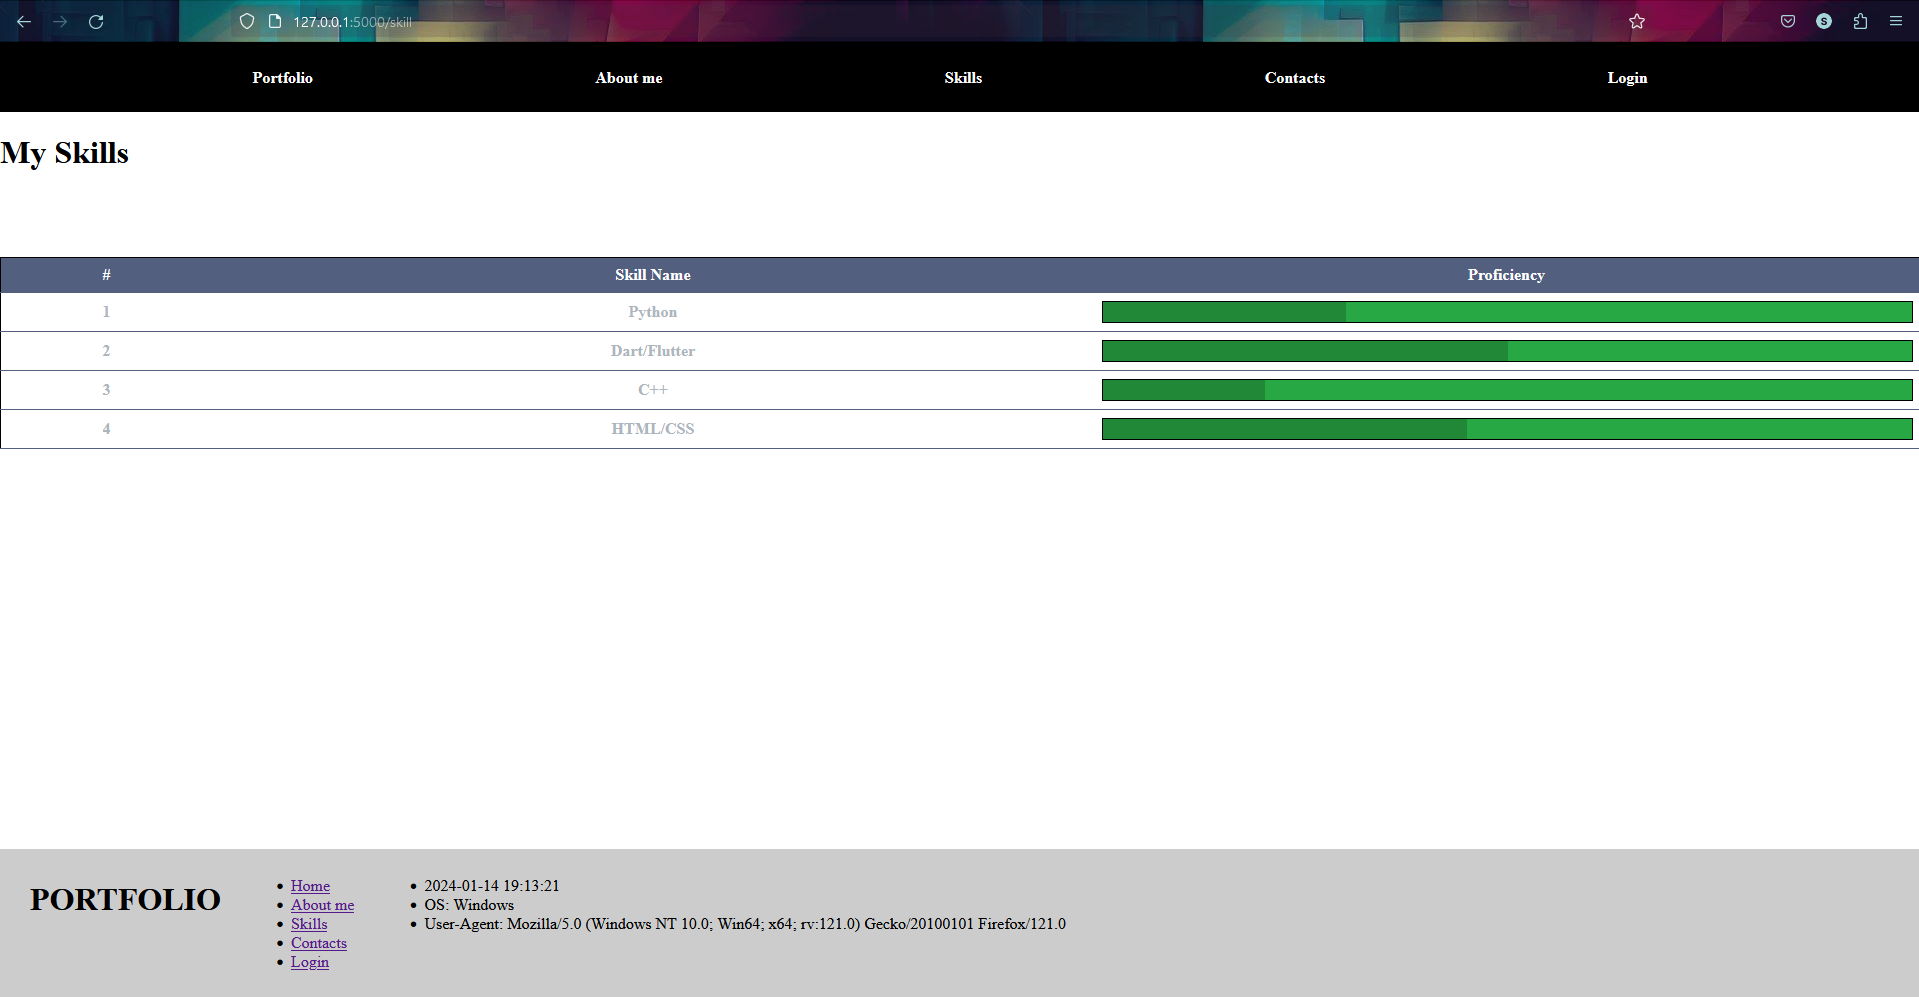 127.0.0.1:5000/skill
Portfolio About me Skills Contacts Login
My Skills
# Skill Name Proficiency
1 Python
2 Dart/Flutter
3 C++
4 HTML/CSS
PORTFOLIO
Home
About me
Skills
Contacts
Login
2024-01-14 19:13:21
OS: Windows
User-Agent: Mozilla/5.0 (Windows NT 10.0; Win64; x64; rv:121.0) Gecko/20100101 Firefox/121.0